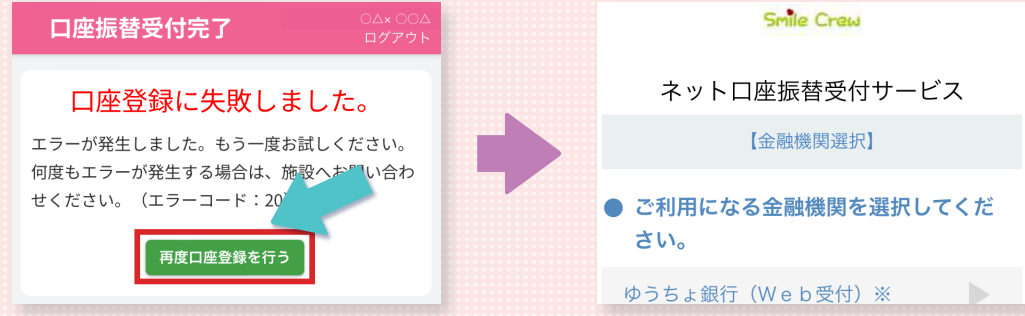 口座振替受付完了
○△× ○○△
ログアウト
口座登録に失敗しました。
エラーが発生しました。もう一度お試しください。
何度もエラーが発生する場合は、施設へお問い合わ
せください。（エラーコード：20
再度口座登録を行う
Smile Crew
ネット口座振替受付サービス
【金融機関選択】
● ご利用になる金融機関を選択してくだ
さい。
ゆうちょ銀行（Ｗｅｂ受付）※